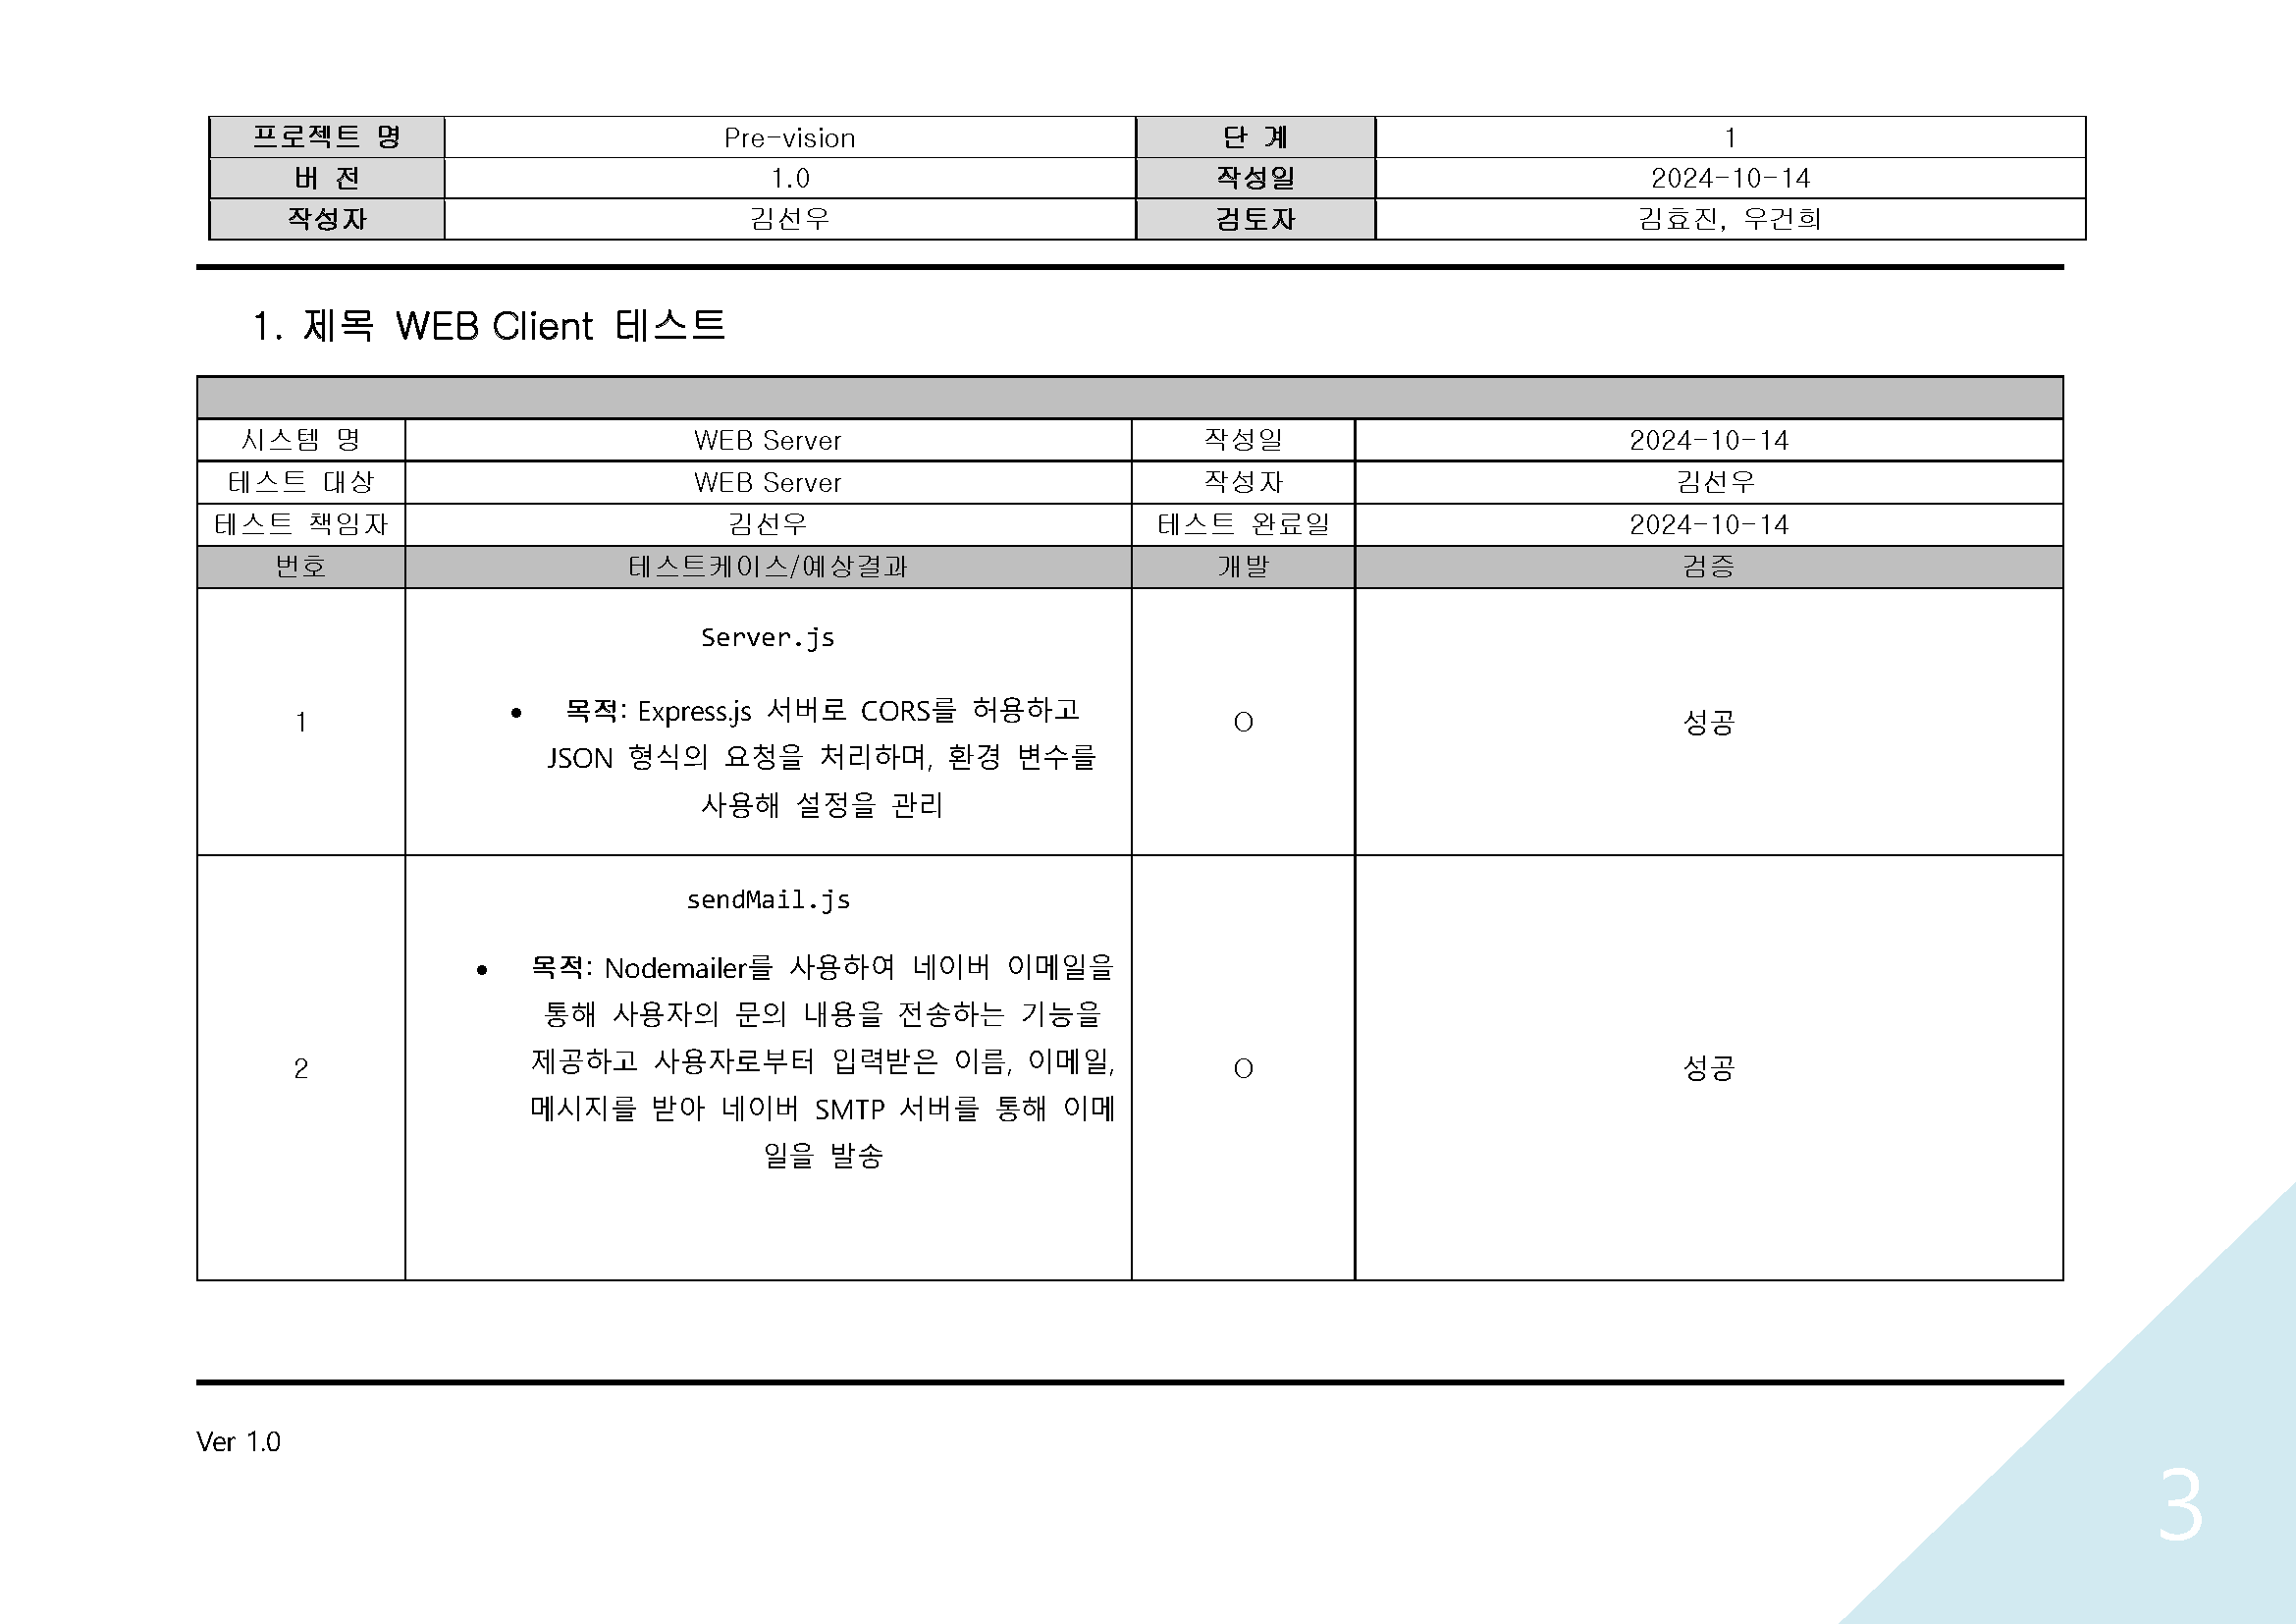 프로젝트 명 Pre-vision 단 계 1
버 전 1.0 작성일 2024-10-14
작성자 김선우 검토자 김효진, 우건희
1. 제목 WEB Client 테스트
시스템 명 WEB Server 작성일 2024-10-14
테스트 대상 WEB Server 작성자 김선우
테스트 책임자 김선우 테스트 완료일 2024-10-14
번호 테스트케이스/예상결과 개발 검증
1
Server.js
• 목적: Express.js 서버로 CORS를 허용하고
JSON 형식의 요청을 처리하며, 환경 변수를
사용해 설정을 관리
O
성공
2
sendMail.js
• 목적: Nodemailer를 사용하여 네이버 이메일을
통해 사용자의 문의 내용을 전송하는 기능을
제공하고 사용자로부터 입력받은 이름, 이메일,
메시지를 받아 네이버 SMTP 서버를 통해 이메
일을 발송
O
성공
Ver 1.0
3